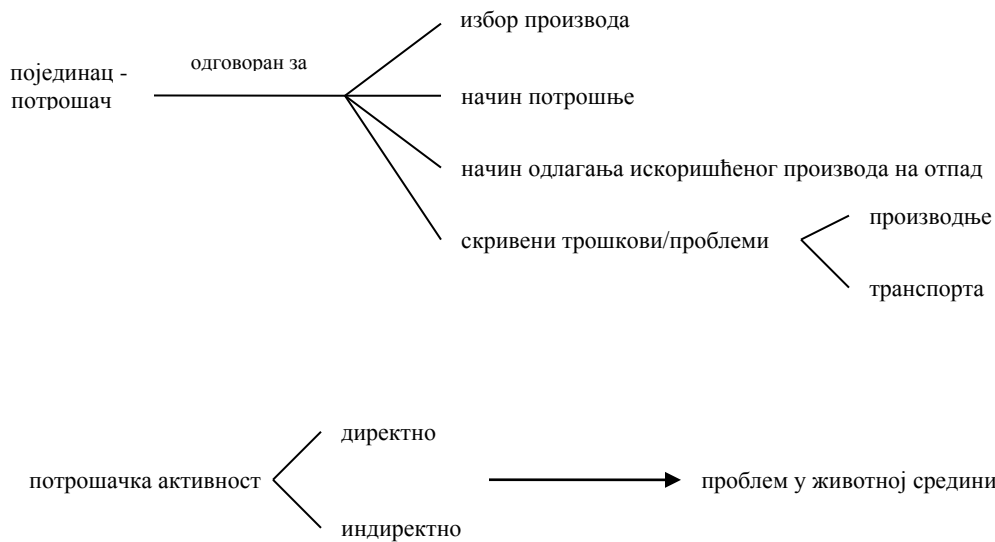 избор производа
одговоран за
појединац -
потрошач
начин потрошње
начин одлагања искоришћеног производа на отпад
производње
скривени трошкови/проблеми
транспорта
директно
потрошачка активност
проблем у животној средини
индиректно